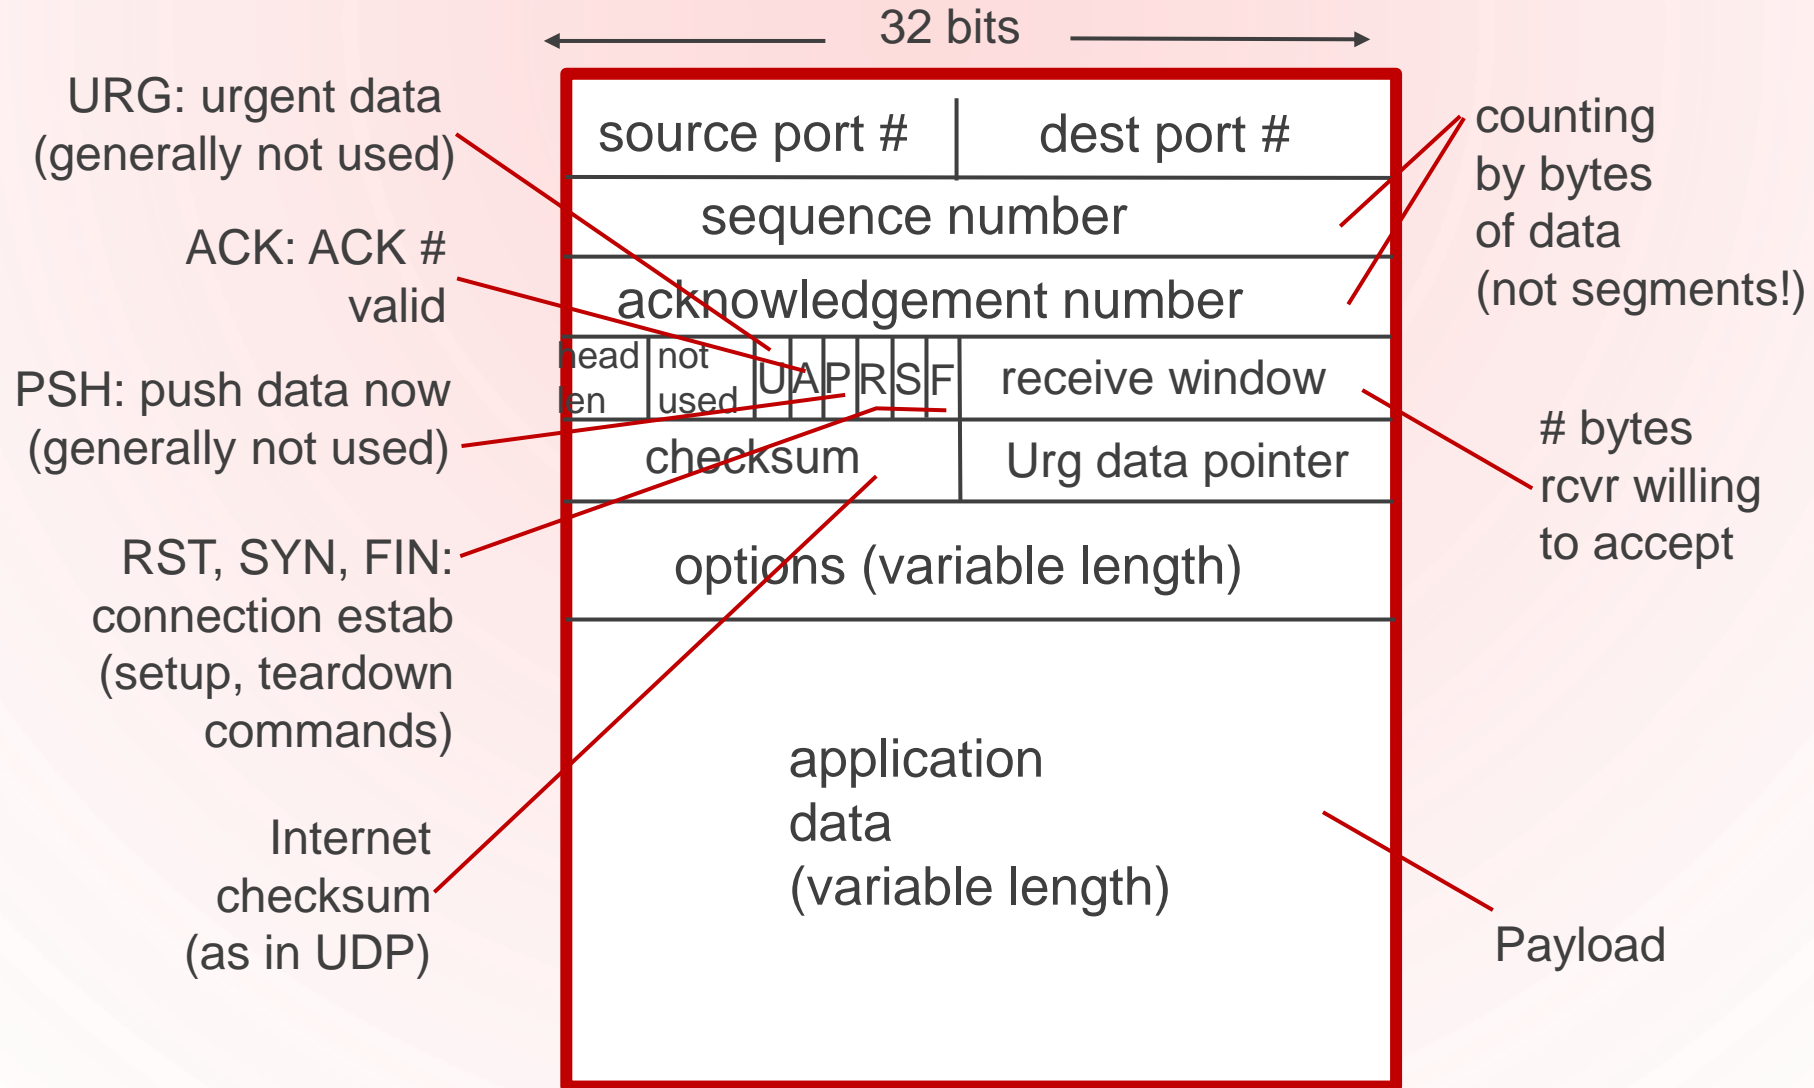 32 bits
URG: urgent data
(generally not used)
ACK: ACK #
valid
PSH: push data now
(generally not used)
RST, SYN, FIN:
connection estab
(setup, teardown
commands)
Internet
checksum
(as in UDP)
source port #
dest port #
sequence number
acknowledgement number
head
len
not
used
U
A
P
R
S
F
receive window
checksum
Urg data pointer
options (variable length)
application
data
(variable length)
counting
by bytes
of data
(not segments!)
# bytes
rcvr willing
to accept
Payload